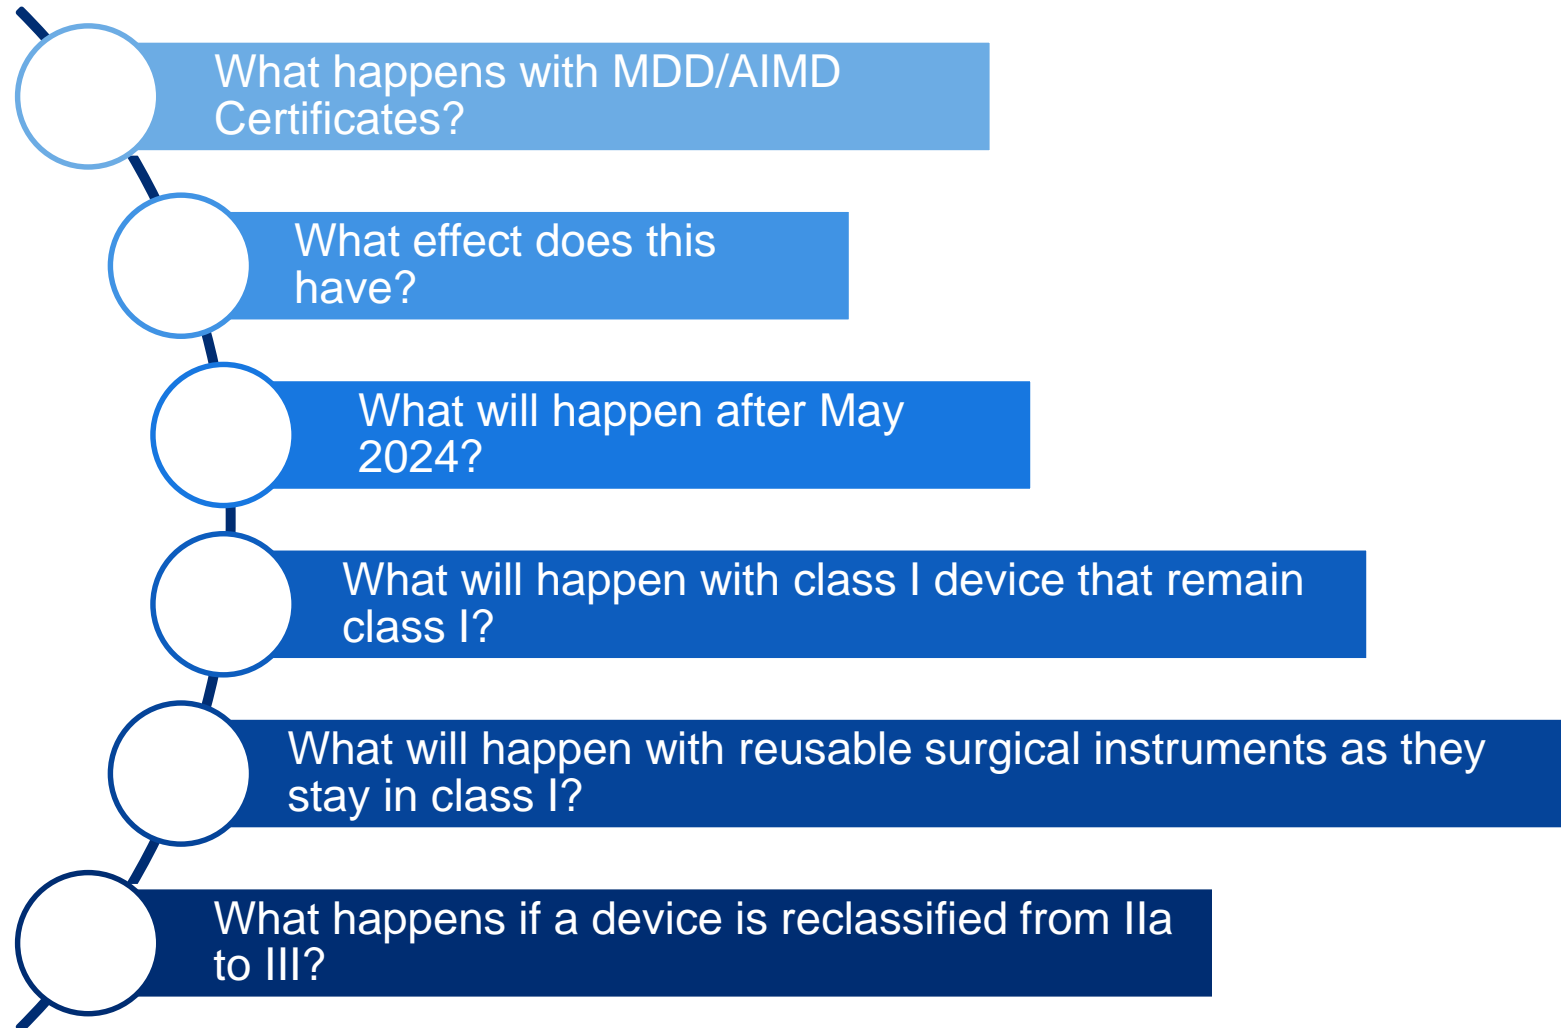 What happens with MDD/AIMD
Certificates?
What effect does this
have?
What will happen after May
2024?
What will happen with class I device that remain
class I?
What will happen with reusable surgical instruments as they
stay in class I?
What happens if a device is reclassified from IIa
to III?